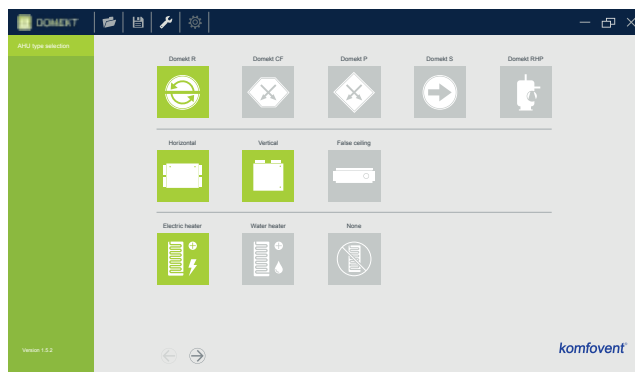 DOMEKT
AHU type selection
Domekt R Domekt CF Domekt P Domekt S Domekt RHP
Horizontal Vertical False ceiling
Electric heater Water heater None
Version 1.5.2
komfovent